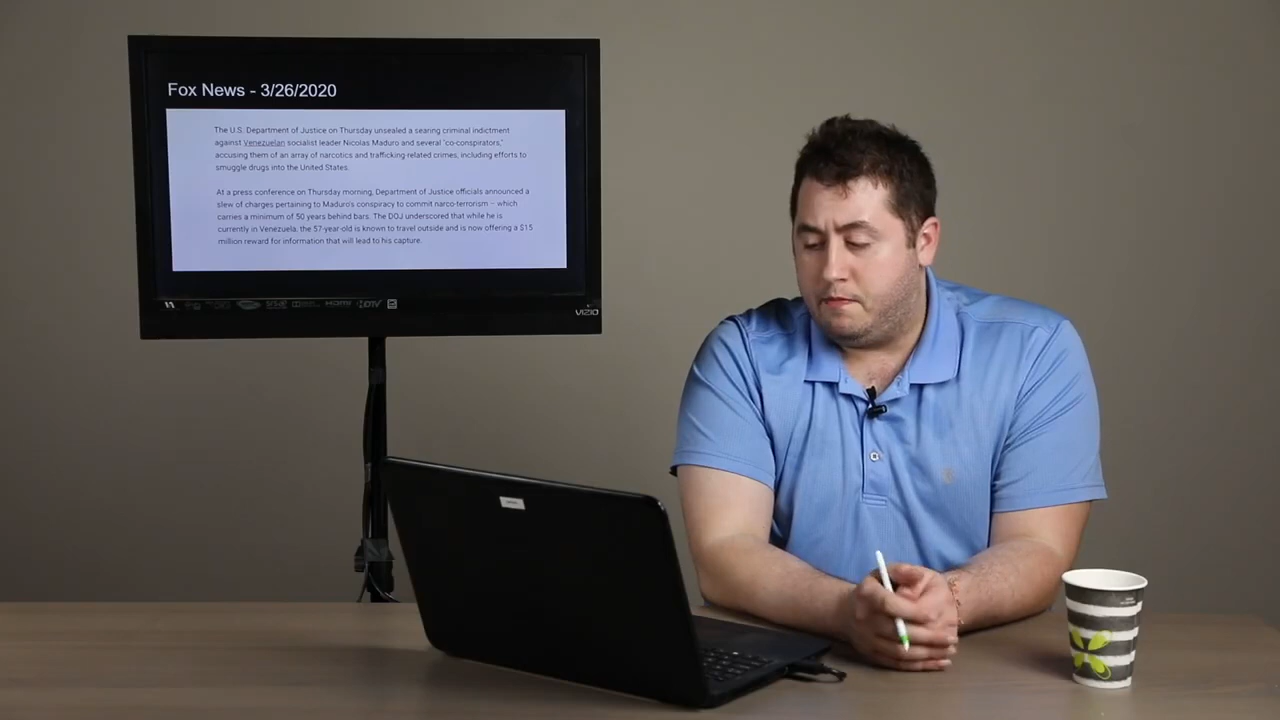 Fox News - 3/26/2020
The U.S. Department of Justice on Thursday unsealed a searing criminal indictment
against Venezuelan socialist leader Nicolas Maduro and several "co-conspirators,"
accusing them of an array of narcotics and trafficking-related crimes, including efforts to
smuggle drugs into the United States.
At a press conference on Thursday morning, Department of Justice officials announced a
slew of charges pertaining to Maduro's conspiracy to commit narco-terrorism – which
carries a minimum of 50 years behind bars. The DOJ underscored that while he is
currently in Venezuela, the 57-year-old is known to travel outside and is now offering a $15
million reward for information that will lead to his capture.
HDMI HDTV
VIZIO